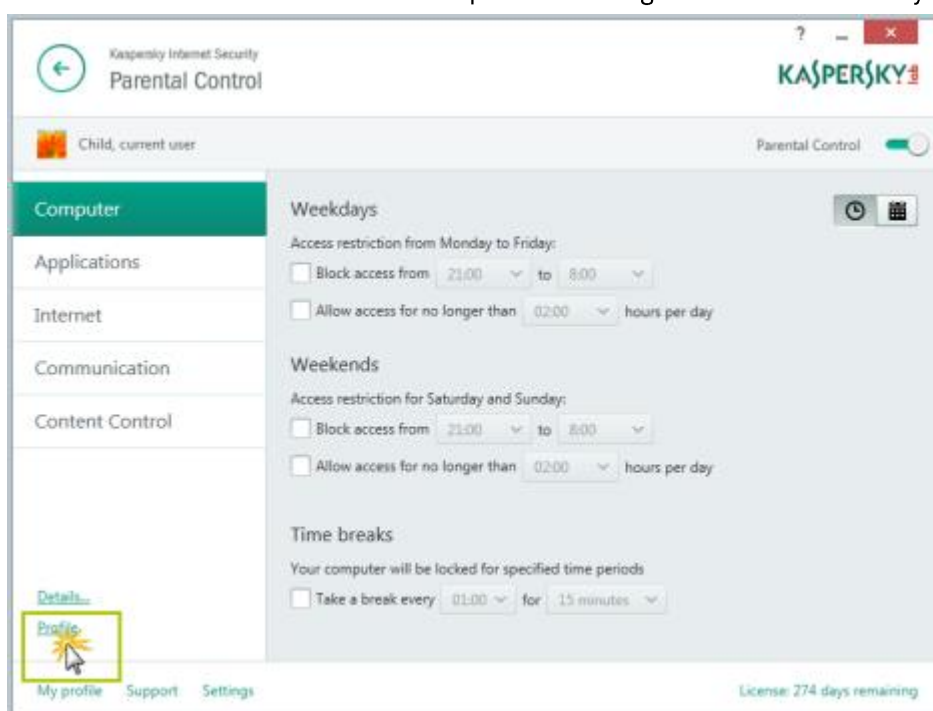 ?
Kaspersky Internet Security
Parental Control
KASPERSKY lab
Child, current user
Parental Control
Computer
Applications
Internet
Communication
Content Control
Details...
Profile
Weekdays
Access restriction from Monday to Friday:
Block access from 21:00 to 8:00
Allow access for no longer than 02:00 hours per day
Weekends
Access restriction for Saturday and Sunday:
Block access from 21:00 to 8:00
Allow access for no longer than 02:00 hours per day
Time breaks
Your computer will be locked for specified time periods
Take a break every 01:00 for 15 minutes
My profile Support Settings
License: 274 days remaining